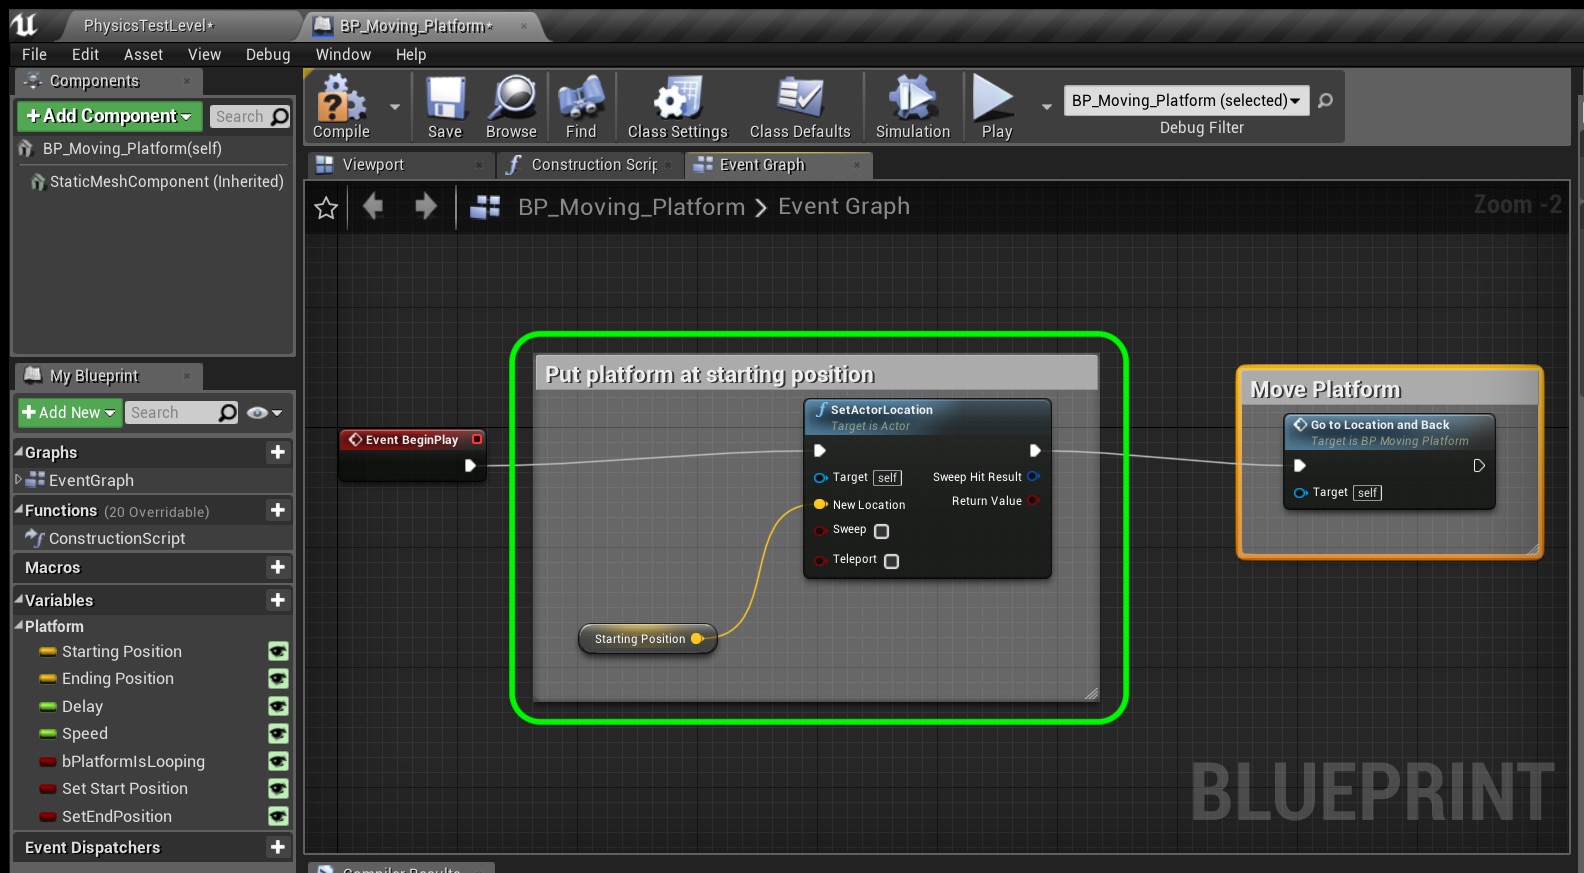 PhysicsTestLevel*
BP_Moving_Platform*
File Edit Asset View Debug Window Help
Components
+Add Component
Search
BP_Moving_Platform(self)
StaticMeshComponent (Inherited)
Compile
Save
Browse
Find
Class Settings
Class Defaults
Simulation
Play
BP_Moving_Platform (selected)
Debug Filter
Viewport
Construction Scrip
Event Graph
BP_Moving_Platform > Event Graph
Zoom -2
My Blueprint
+Add New
Search
Graphs
EventGraph
Functions (20 Overridable)
ConstructionScript
Macros
Variables
Platform
Starting Position
Ending Position
Delay
Speed
bPlatformIsLooping
Set Start Position
SetEndPosition
Event Dispatchers
Event BeginPlay
Put platform at starting position
SetActorLocation
Target is Actor
Target self
Sweep Hit Result
New Location
Return Value
Sweep
Teleport
Starting Position
Move Platform
Go to Location and Back
Target is BP Moving Platform
Target self
BLUEPRINT
Compiler Results